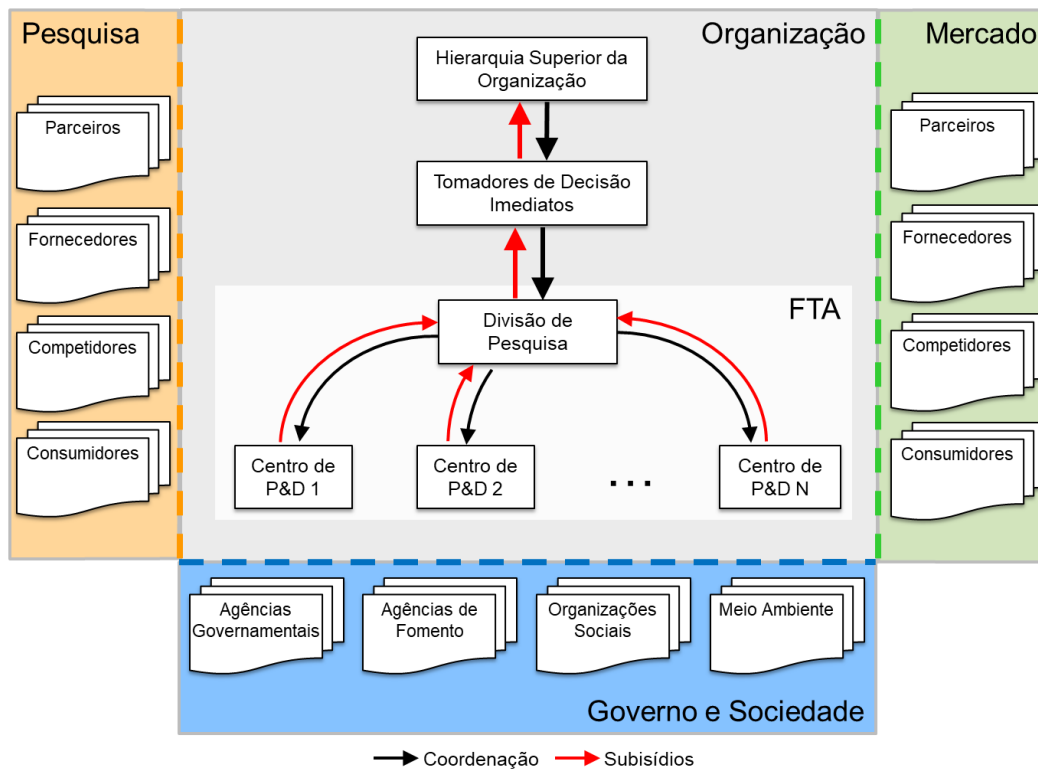 Pesquisa
Parceiros
Fornecedores
Competidores
Consumidores
Organização
Hierarquia Superior da
Organização
Tomadores de Decisão
Imediatos
FTA
Divisão de
Pesquisa
Centro de
P&D 1
Centro de
P&D 2
...
Centro de
P&D N
Mercado
Parceiros
Fornecedores
Competidores
Consumidores
Agências
Governamentais
Agências de
Fomento
Organizações
Sociais
Meio Ambiente
Governo e Sociedade
Coordenação
Subisídios